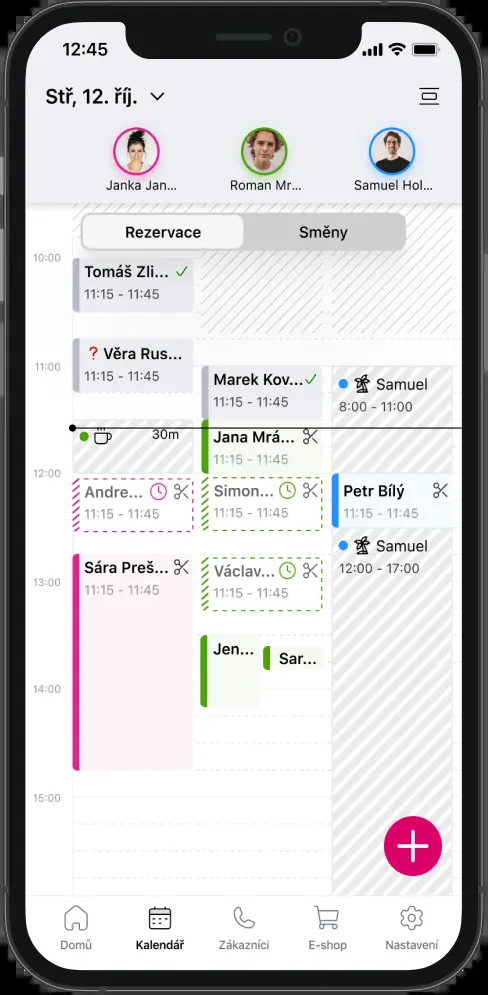 12:45
Stř, 12. říj.
Janka Jan...
Roman Mr...
Samuel Hol...
Rezervace
Směny
10:00
Tomáš Zli...
11:15 - 11:45
11:00
? Věra Rus...
11:15 - 11:45
Marek Kov...
11:15 - 11:45
Samuel
8:00 - 11:00
30m
Jana Mrá...
11:15 - 11:45
12:00
Andre...
11:15 - 11:45
Simon...
11:15 - 11:45
Petr Bílý
11:15 - 11:45
Samuel
12:00 - 17:00
13:00
Sára Preš...
11:15 - 11:45
Václav...
11:15 - 11:45
Jen...
Sar...
14:00
15:00
Domů
Kalendář
Zákazníci
E-shop
Nastavení